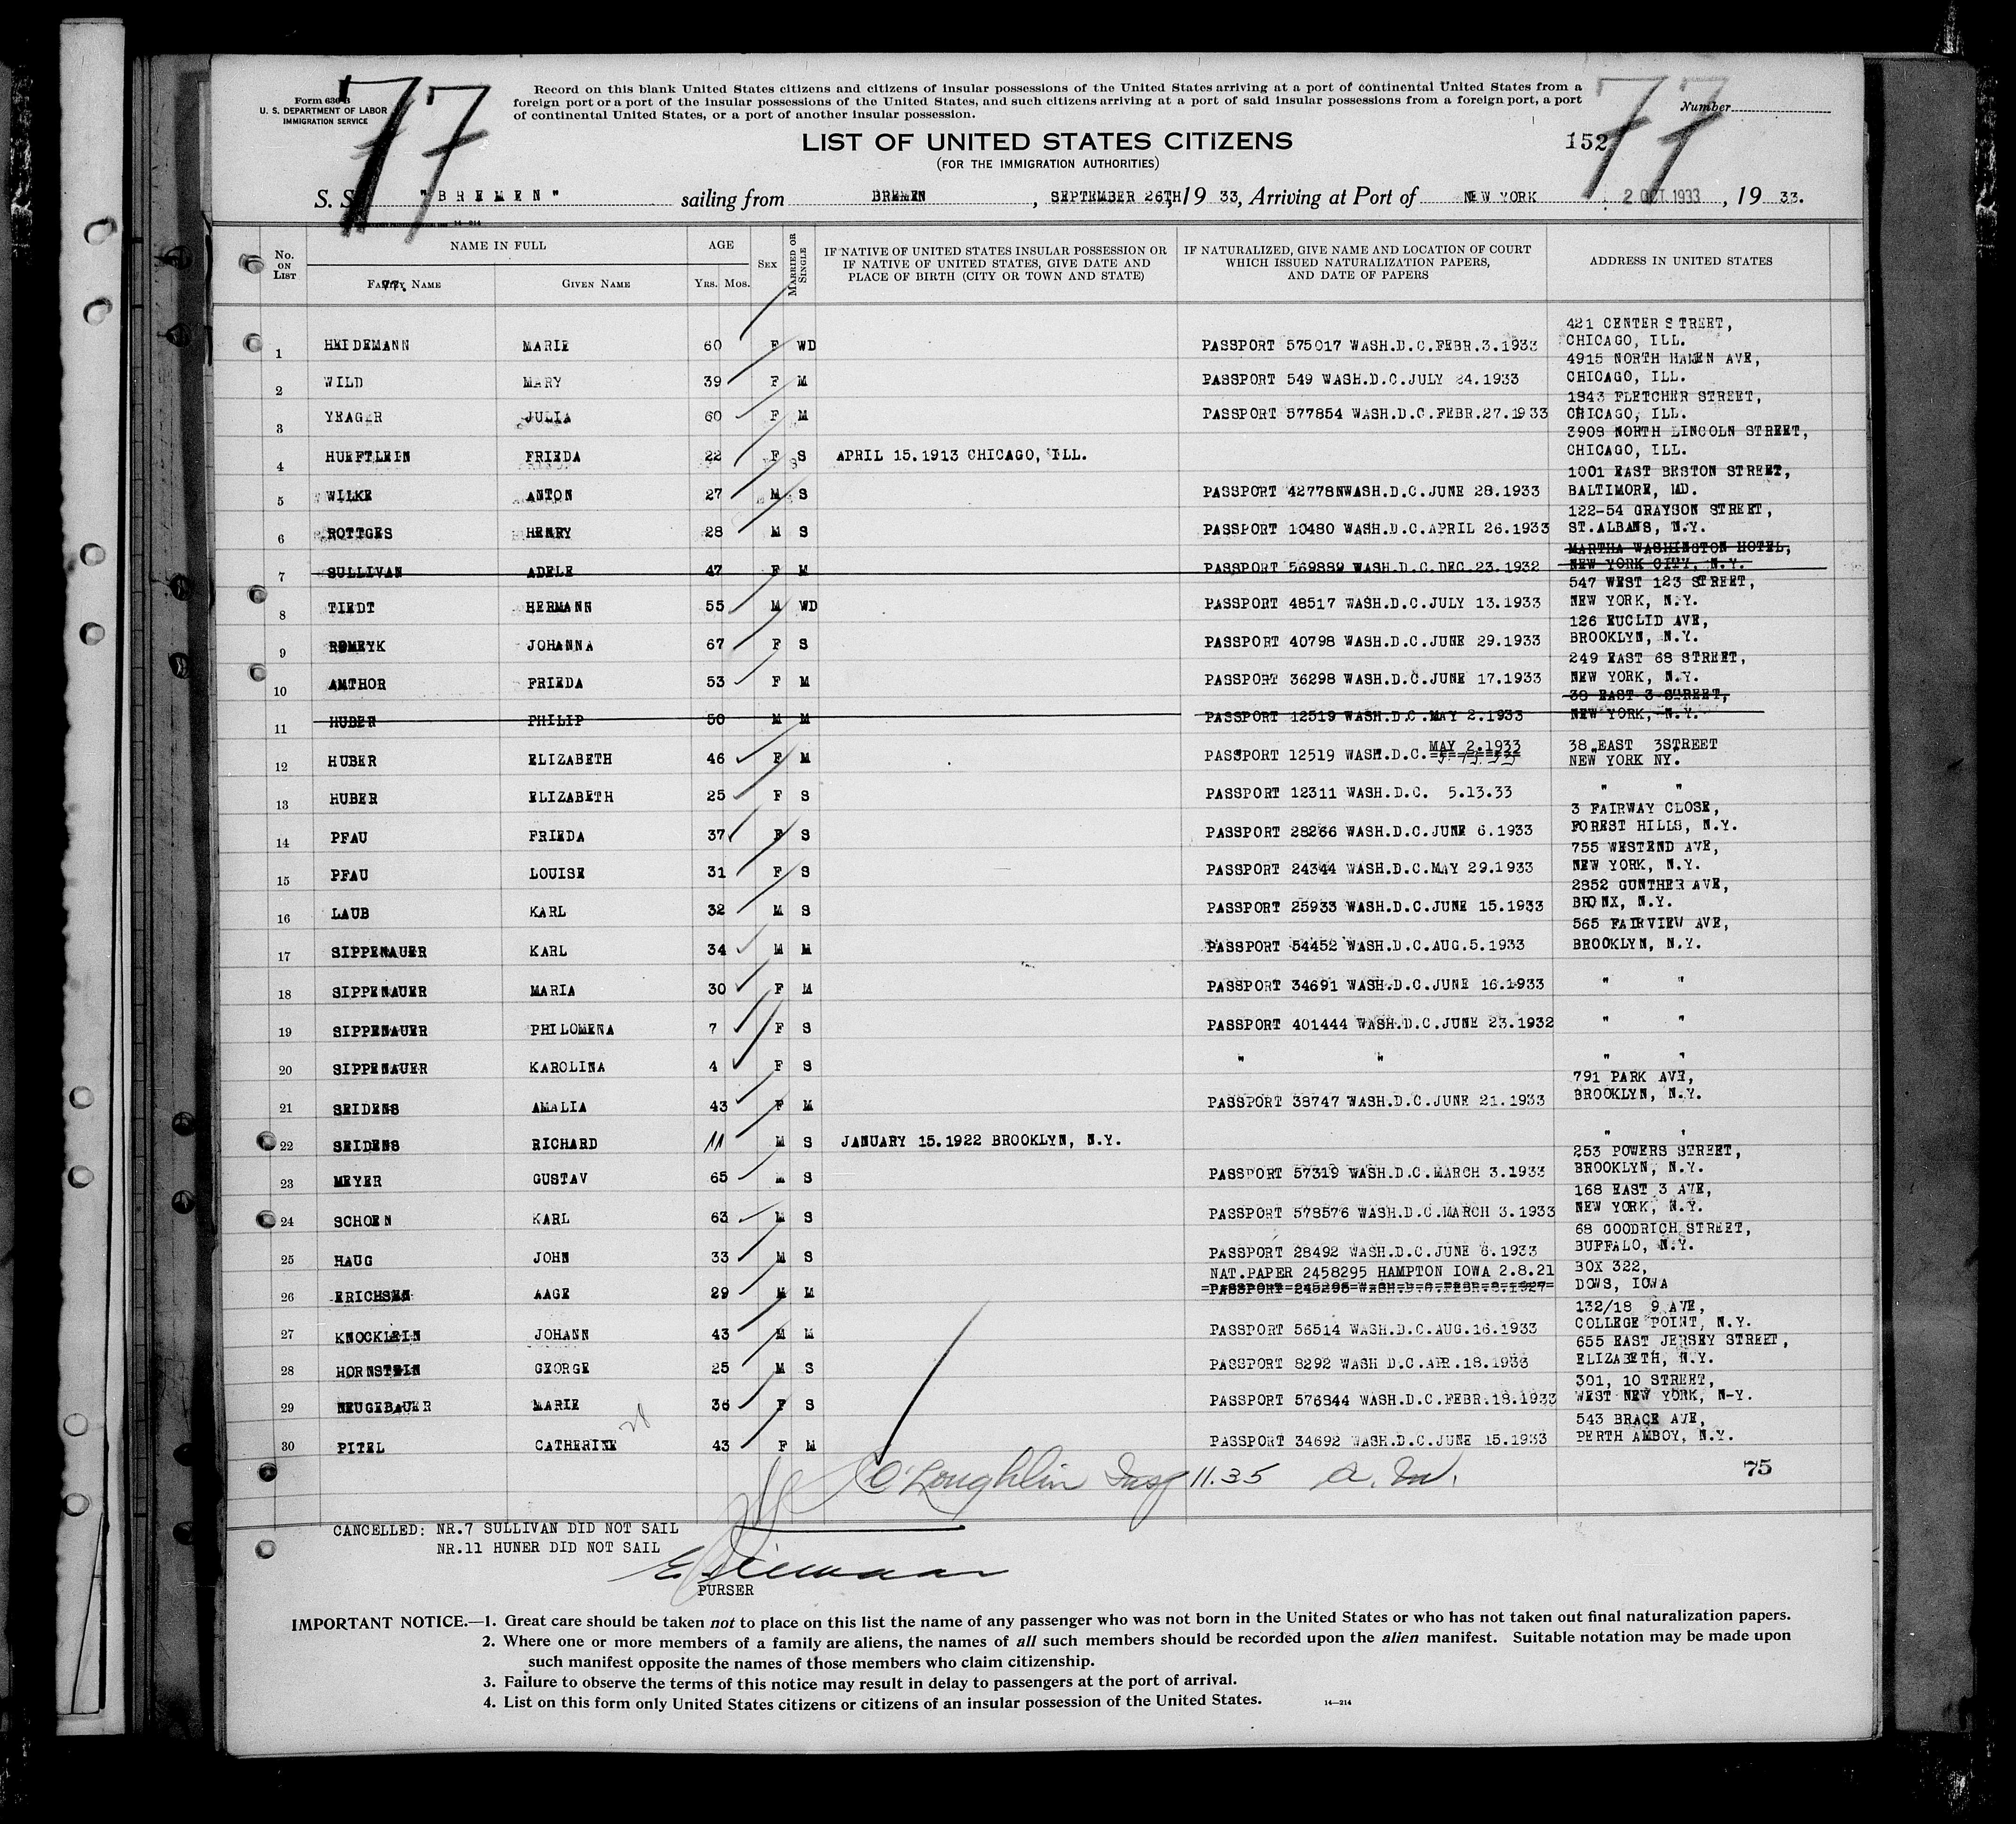 77
77
Form 630 B
U. S. DEPARTMENT OF LABOR
IMMIGRATION SERVICE
Record on this blank United States citizens and citizens of insular possessions of the United States arriving at a port of continental United States from a
foreign port or a port of the insular possessions of the United States, and such citizens arriving at a port of said insular possessions from a foreign port, a port
of continental United States, or a port of another insular possession.
Number
LIST OF UNITED STATES CITIZENS
152
(FOR THE IMMIGRATION AUTHORITIES)
S. S. "BREMEN" sailing from BREMEN, SEPTEMBER 26TH, 1933, Arriving at Port of NEW YORK 2 OCT 1933, 1933.
14-214
No. ON LIST
NAME IN FULL
FAMILY NAME
77.
GIVEN NAME
AGE
YRS. MOS.
SEX
MARRIED OR SINGLE
IF NATIVE OF UNITED STATES INSULAR POSSESSION OR
IF NATIVE OF UNITED STATES, GIVE DATE AND
PLACE OF BIRTH (CITY OR TOWN AND STATE)
IF NATURALIZED, GIVE NAME AND LOCATION OF COURT
WHICH ISSUED NATURALIZATION PAPERS,
AND DATE OF PAPERS
ADDRESS IN UNITED STATES
421 CENTER STREET,
1 HEIDEMANN MARIE 60 F WD PASSPORT 575017 WASH.D.C.FEBR.3.1933 CHICAGO, ILL.
4915 NORTH HAMEN AVE,
2 WILD MARY 39 F M PASSPORT 549 WASH.D.C.JULY 24.1933 CHICAGO, ILL.
1843 FLETCHER STREET,
3 YEAGER JULIA 60 F M PASSPORT 577854 WASH.D.C.FEBR.27.1933 CHICAGO, ILL.
3908 NORTH LINCOLN STREET,
4 HUEFTLEIN FRIEDA 22 F S APRIL 15.1913 CHICAGO, ILL. CHICAGO, ILL.
1001 EAST BESTON STREET,
5 WILKE ANTON 27 M S PASSPORT 42778NWASH.D.C.JUNE 28.1933 BALTIMORE, MD.
122-54 GRAYSON STREET,
6 ROTTGES HENRY 28 M S PASSPORT 10480 WASH.D.C.APRIL 26.1933 ST.ALBANS, N.Y.
MARTHA WASHINGTON HOTEL,
7 SULLIVAN ADELE 47 F M PASSPORT 569889 WASH.D.C.DEC.23.1932 NEW YORK CITY, N.Y.
547 WEST 123 STREET,
8 TIEDT HERMANN 55 M WD PASSPORT 48517 WASH.D.C.JULY 13.1933 NEW YORK, N.Y.
126 EUCLID AVE,
9 ROMEYK JOHANNA 67 F S PASSPORT 40798 WASH.D.C.JUNE 29.1933 BROOKLYN, N.Y.
249 EAST 68 STREET,
10 AMTHOR FRIEDA 53 F M PASSPORT 36298 WASH.D.C.JUNE 17.1933 NEW YORK, N.Y.
38 EAST 3 STREET,
11 HUBER PHILIP 50 M M PASSPORT 12519 WASH.D.C.MAY 2.1933 NEW YORK, N.Y.
12 HUBER ELIZABETH 46 F M PASSPORT 12519 WASH.D.C. MAY 2.1933 38 EAST 3STREET
NEW YORK NY.
13 HUBER ELIZABETH 25 F S PASSPORT 12311 WASH.D.C. 5.13.33 " "
3 FAIRWAY CLOSE,
14 PFAU FRIEDA 37 F S PASSPORT 28266 WASH.D.C.JUNE 6.1933 FOREST HILLS, N.Y.
755 WESTEND AVE,
15 PFAU LOUISE 31 F S PASSPORT 24344 WASH.D.C.MAY 29.1933 NEW YORK, N.Y.
2852 GUNTHER AVE,
16 LAUB KARL 32 M S PASSPORT 25933 WASH.D.C.JUNE 15.1933 BRONX, N.Y.
565 FAIRVIEW AVE,
17 SIPPENAUER KARL 34 M M PASSPORT 54452 WASH.D.C.AUG.5.1933 BROOKLYN, N.Y.
18 SIPPENAUER MARIA 30 F M PASSPORT 34691 WASH.D.C.JUNE 16.1933 " "
19 SIPPENAUER PHILOMENA 7 F S PASSPORT 401444 WASH.D.C.JUNE 23.1932 " "
20 SIPPENAUER KAROLINA 4 F S " " " "
791 PARK AVE,
21 SEIDENS AMALIA 43 F M PASSPORT 38747 WASH.D.C.JUNE 21.1933 BROOKLYN, N.Y.
22 SEIDENS RICHARD 11 M S JANUARY 15.1922 BROOKLYN, N.Y. " "
253 POWERS STREET,
23 MEYER GUSTAV 65 M S PASSPORT 57319 WASH.D.C.MARCH 3.1933 BROOKLYN, N.Y.
168 EAST 3 AVE,
24 SCHOEN KARL 63 M S PASSPORT 578576 WASH.D.C.MARCH 3.1933 NEW YORK, N.Y.
68 GOODRICH STREET,
25 HAUG JOHN 33 M S PASSPORT 28492 WASH.D.C.JUNE 6.1933 BUFFALO, N.Y.
NAT.PAPER 2458295 HAMPTON IOWA 2.8.21 BOX 322,
26 ERICHSEN AAGE 29 M M PASSPORT 245295 WASH.D.C.FEBR.8.1927 DOWS, IOWA
132/18 9 AVE,
27 KNOCKLEIN JOHANN 43 M M PASSPORT 56514 WASH.D.C.AUG.16.1933 COLLEGE POINT, N.Y.
655 EAST JERSEY STREET,
28 HORNSTEIN GEORGE 25 M S PASSPORT 8292 WASH D.C.APR.18.1933 ELIZABETH, N.Y.
301, 10 STREET,
29 NEUGEBAUER MARIE 36 F S PASSPORT 576844 WASH.D.C.FEBR.18.1933 WEST NEW YORK, N-Y.
543 BRACE AVE,
30 PITEL CATHERINE 43 F M PASSPORT 34692 WASH.D.C.JUNE 15.1933 PERTH AMBOY, N.Y.
28
O'Loughlin Insp 11.35 a.m.
75
CANCELLED: NR.7 SULLIVAN DID NOT SAIL
NR.11 HUNER DID NOT SAIL
PURSER
IMPORTANT NOTICE.—1. Great care should be taken not to place on this list the name of any passenger who was not born in the United States or who has not taken out final naturalization papers.
2. Where one or more members of a family are aliens, the names of all such members should be recorded upon the alien manifest. Suitable notation may be made upon
such manifest opposite the names of those members who claim citizenship.
3. Failure to observe the terms of this notice may result in delay to passengers at the port of arrival.
4. List on this form only United States citizens or citizens of an insular possession of the United States.
14—214